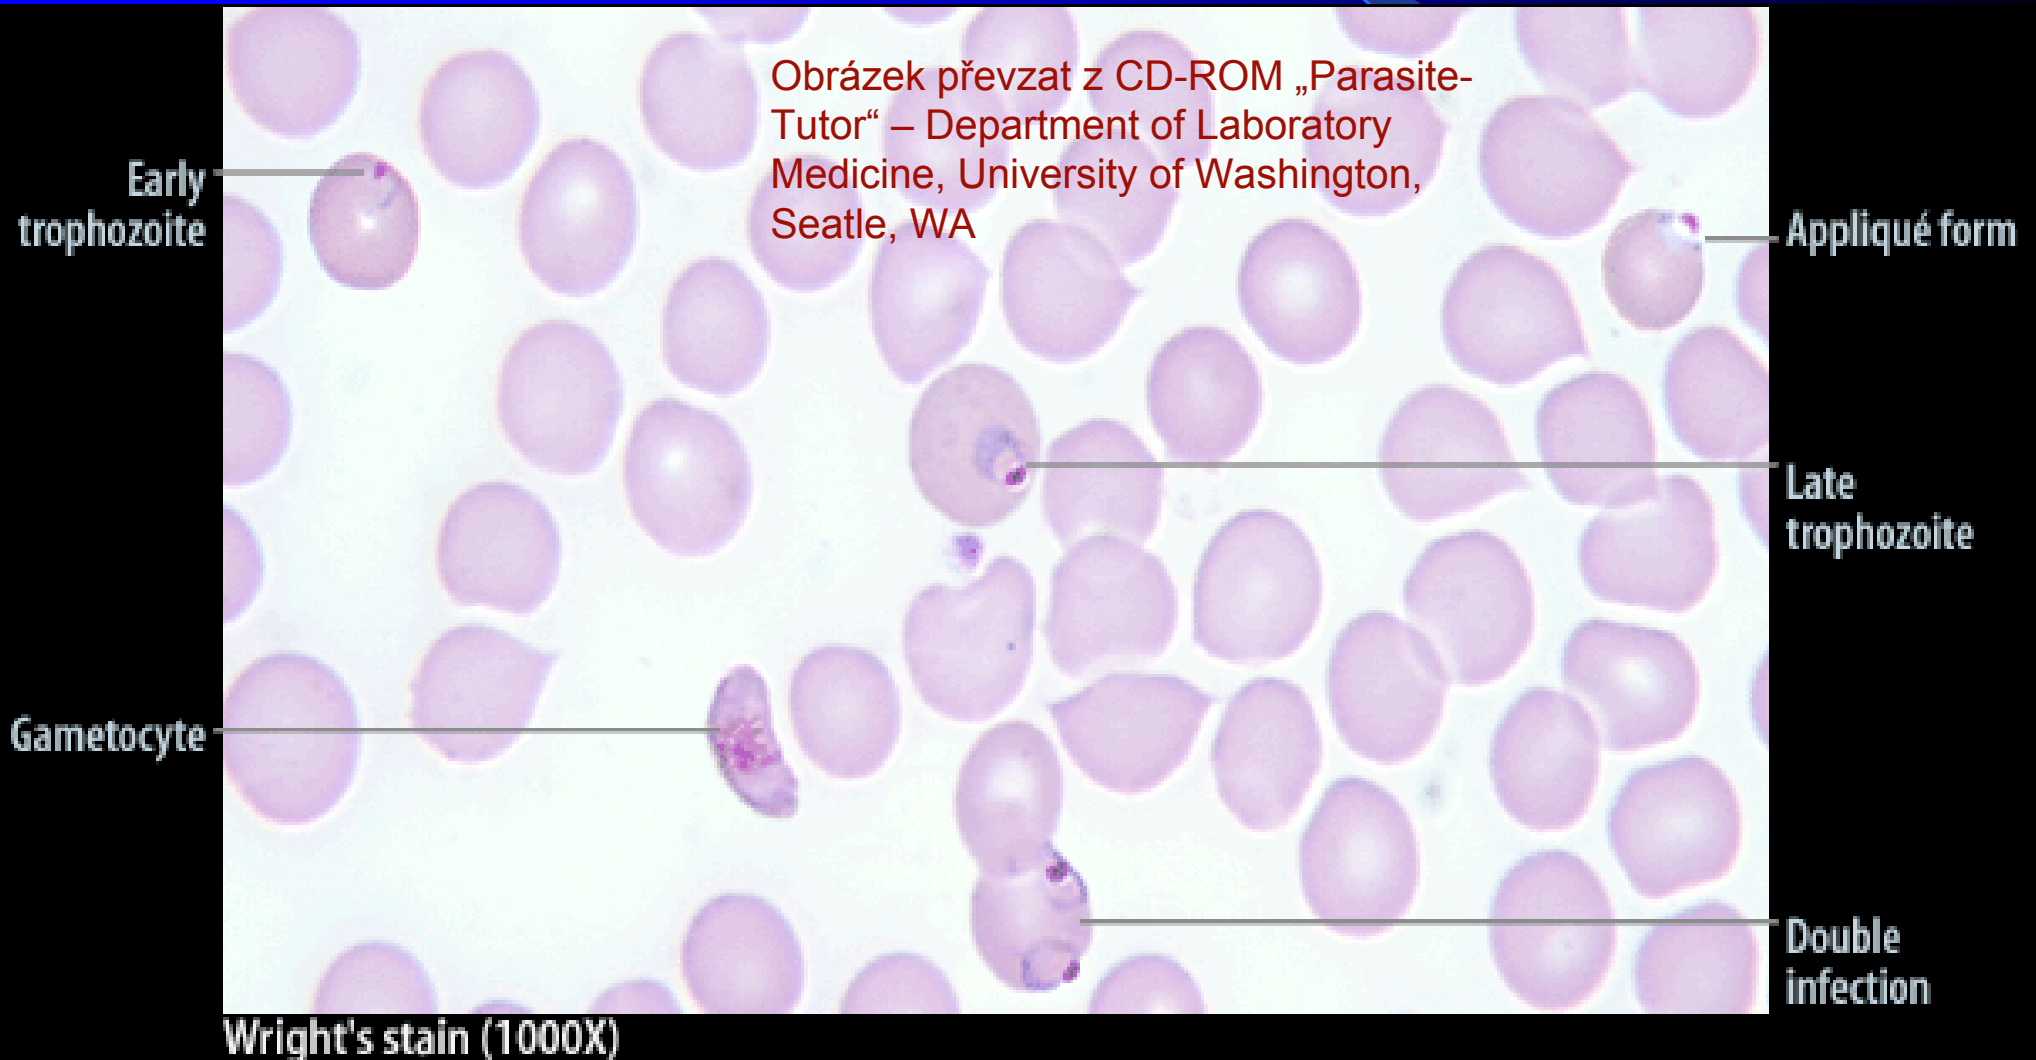 Obrázek převzat z CD-ROM „Parasite-
Tutor“ – Department of Laboratory
Medicine, University of Washington,
Seatle, WA
Early
trophozoite
Appliqué form
Late
trophozoite
Gametocyte
Double
infection
Wright's stain (1000X)